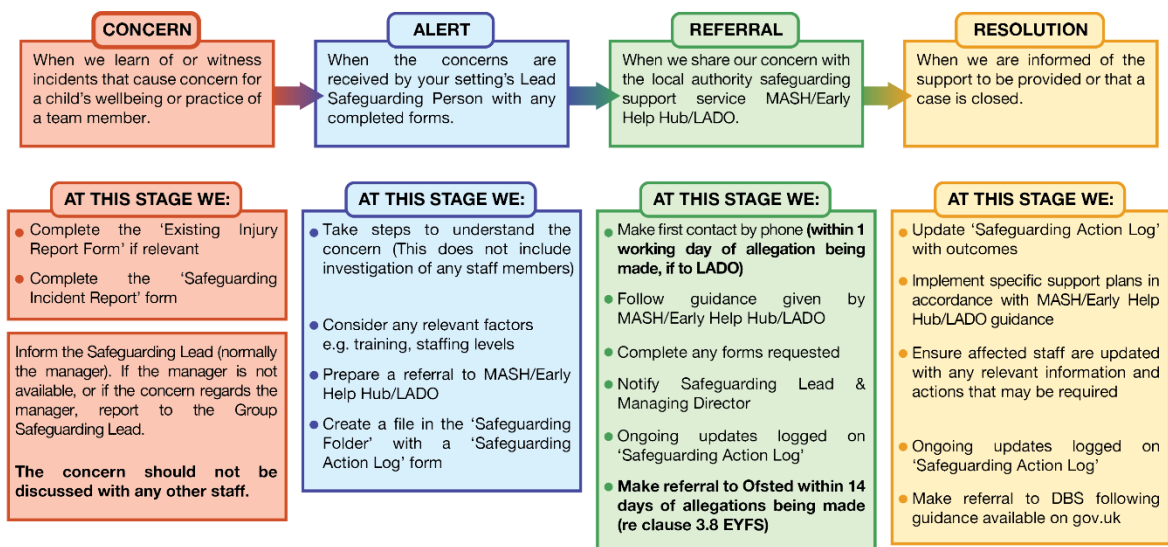 CONCERN
When we learn of or witness
incidents that cause concern for
a child's wellbeing or practice of
a team member.
ALERT
When the concerns are
received by your setting's Lead
Safeguarding Person with any
completed forms.
REFERRAL
When we share our concern with
the local authority safeguarding
support service MASH/Early
Help Hub/LADO.
RESOLUTION
When we are informed of the
support to be provided or that a
case is closed.
AT THIS STAGE WE:
• Complete the 'Existing Injury
Report Form' if relevant
• Complete the 'Safeguarding
Incident Report' form
Inform the Safeguarding Lead (normally
the manager). If the manager is not
available, or if the concern regards the
manager, report to the Group
Safeguarding Lead.
The concern should not be
discussed with any other staff.
AT THIS STAGE WE:
• Take steps to understand the
concern (This does not include
investigation of any staff members)
• Consider any relevant factors
e.g. training, staffing levels
• Prepare a referral to MASH/Early
Help Hub/LADO
• Create a file in the 'Safeguarding
Folder' with a 'Safeguarding
Action Log' form
AT THIS STAGE WE:
• Make first contact by phone (within 1
working day of allegation being
made, if to LADO)
• Follow guidance given by
MASH/Early Help Hub/LADO
• Complete any forms requested
• Notify Safeguarding Lead &
Managing Director
• Ongoing updates logged on
'Safeguarding Action Log'
• Make referral to Ofsted within 14
days of allegations being made
(re clause 3.8 EYFS)
AT THIS STAGE WE:
• Update 'Safeguarding Action Log'
with outcomes
• Implement specific support plans in
accordance with MASH/Early Help
Hub/LADO guidance
• Ensure affected staff are updated
with any relevant information and
actions that may be required
• Ongoing updates logged on
'Safeguarding Action Log'
• Make referral to DBS following
guidance available on gov.uk